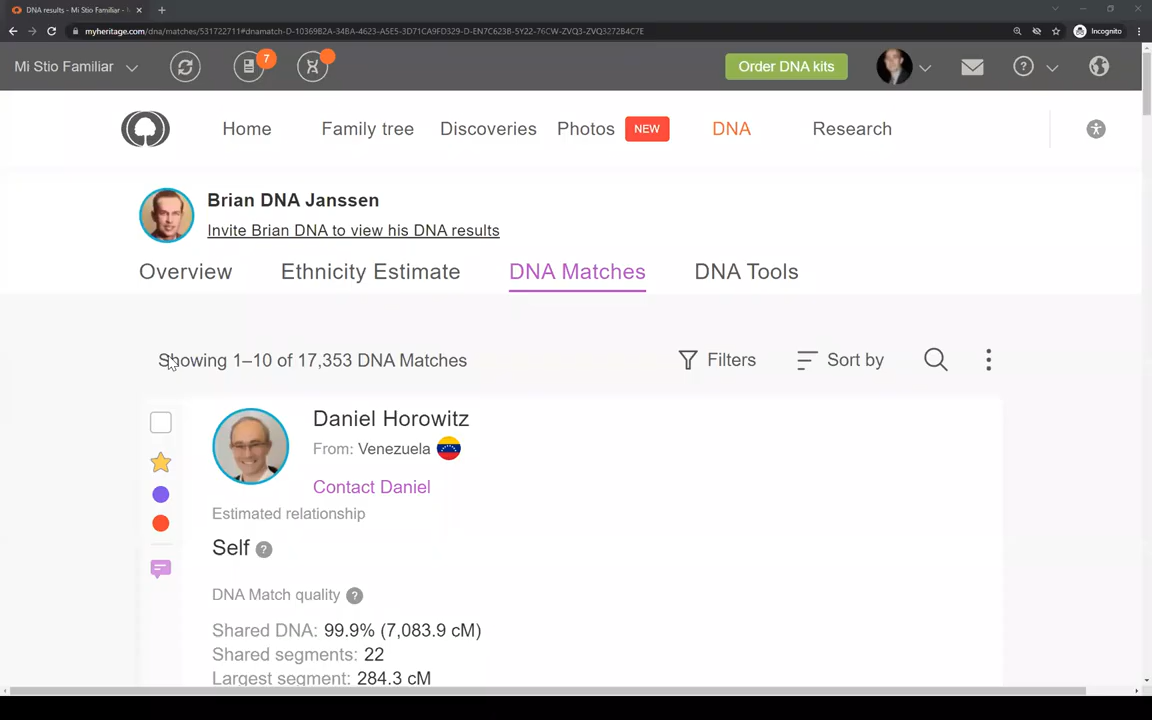 DNA results - Mi Stio Familiar -
myheritage.com/dna/matches/531722711#dnamatch-D-10369B2A-34BA-4623-A5E5-3D71CA9FD329-D-EN7C623B-5Y22-76CW-ZVQ3-ZVQ3272B4C7E
Incognito
Mi Stio Familiar
7
Order DNA kits
?
Home Family tree Discoveries Photos NEW DNA Research
Brian DNA Janssen
Invite Brian DNA to view his DNA results
Overview Ethnicity Estimate DNA Matches DNA Tools
Showing 1–10 of 17,353 DNA Matches Filters Sort by
Daniel Horowitz
From: Venezuela
Contact Daniel
Estimated relationship
Self ?
DNA Match quality ?
Shared DNA: 99.9% (7,083.9 cM)
Shared segments: 22
Largest segment: 284.3 cM